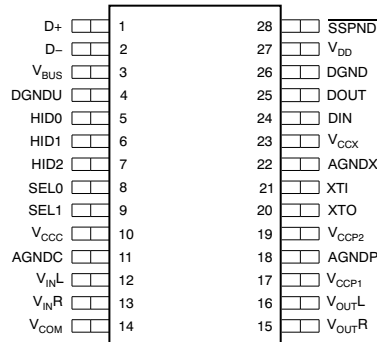 D+ 1 28 S̅S̅P̅N̅D̅
D− 2 27 VDD
VBUS 3 26 DGND
DGNDU 4 25 DOUT
HID0 5 24 DIN
HID1 6 23 VCCX
HID2 7 22 AGNDX
SEL0 8 21 XTI
SEL1 9 20 XTO
VCCC 10 19 VCCP2
AGNDC 11 18 AGNDP
VINL 12 17 VCCP1
VINR 13 16 VOUTL
VCOM 14 15 VOUTR